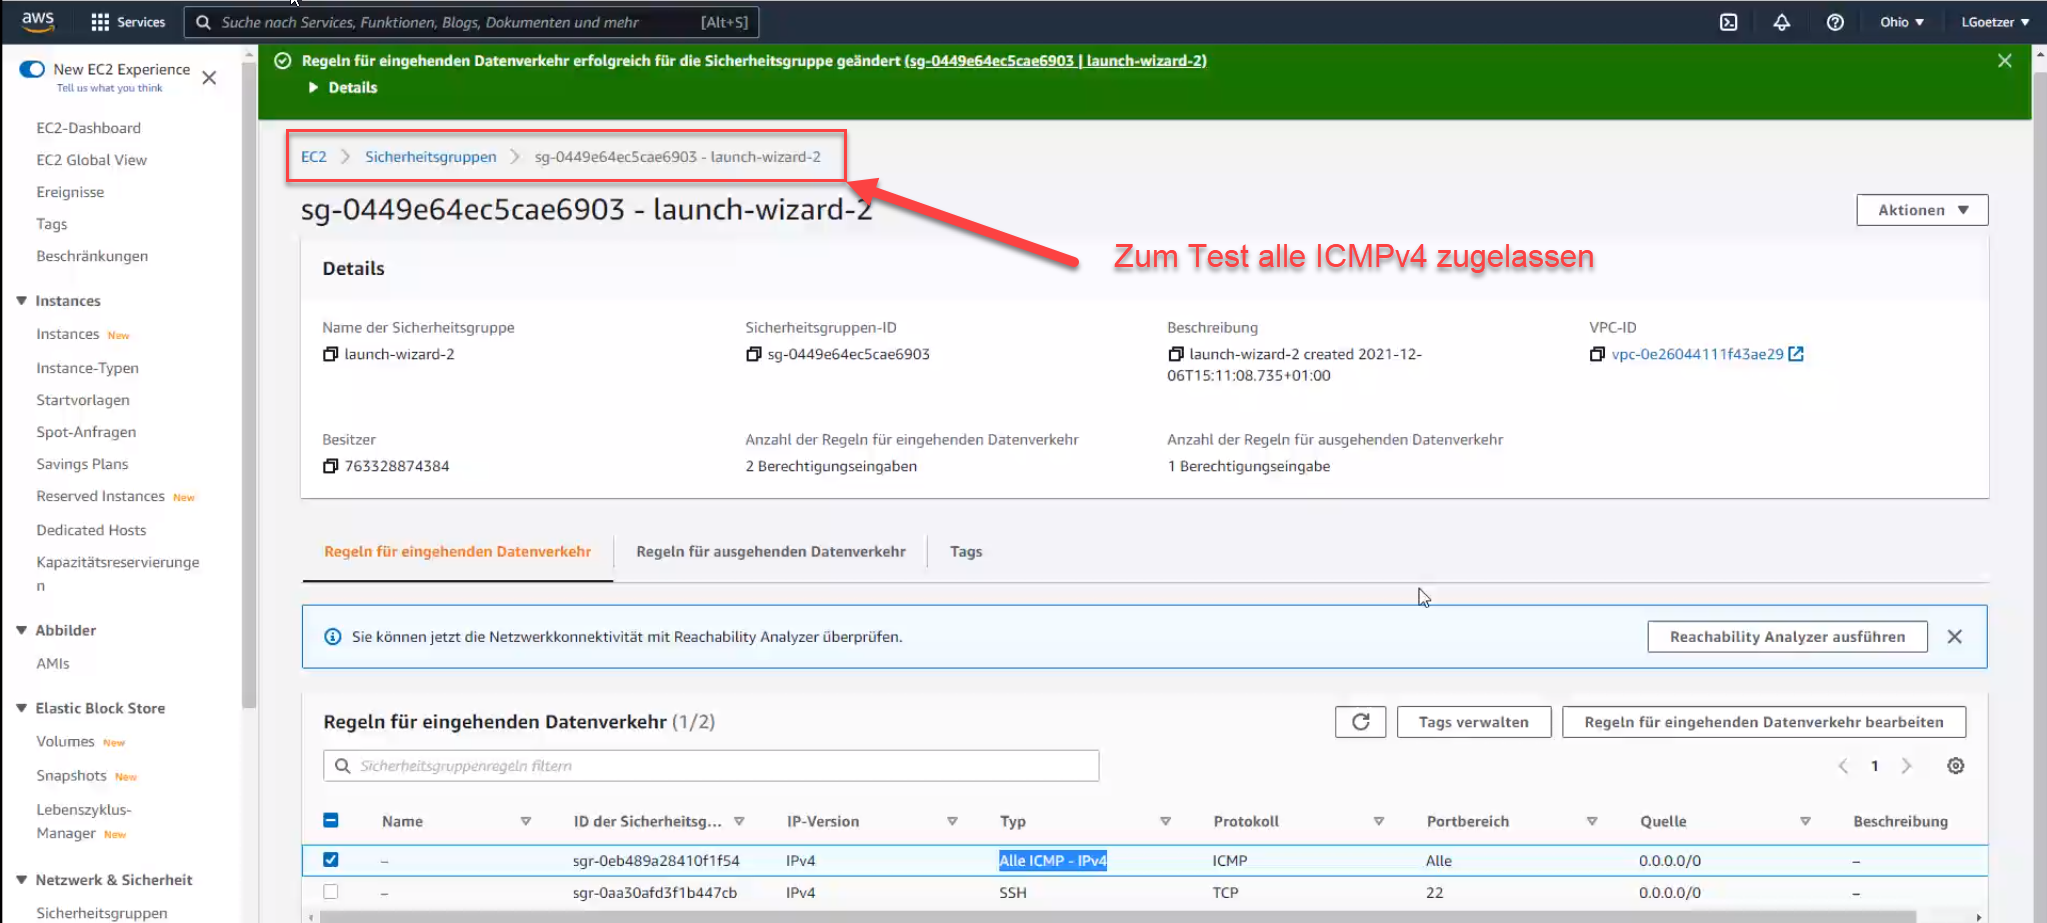 aws Services Suche nach Services, Funktionen, Blogs, Dokumenten und mehr [Alt+S] Ohio LGoetzer
New EC2 Experience
Tell us what you think
EC2-Dashboard
EC2 Global View
Ereignisse
Tags
Beschränkungen
Instances
Instances New
Instance-Typen
Startvorlagen
Spot-Anfragen
Savings Plans
Reserved Instances New
Dedicated Hosts
Kapazitätsreservierunge
n
Abbilder
AMIs
Elastic Block Store
Volumes New
Snapshots New
Lebenszyklus-
Manager New
Netzwerk & Sicherheit
Sicherheitsgruppen
Regeln für eingehenden Datenverkehr erfolgreich für die Sicherheitsgruppe geändert (sg-0449e64ec5cae6903 | launch-wizard-2)
Details
EC2 Sicherheitsgruppen sg-0449e64ec5cae6903 - launch-wizard-2
sg-0449e64ec5cae6903 - launch-wizard-2
Aktionen
Zum Test alle ICMPv4 zugelassen
Details
Name der Sicherheitsgruppe
launch-wizard-2
Sicherheitsgruppen-ID
sg-0449e64ec5cae6903
Beschreibung
launch-wizard-2 created 2021-12-
06T15:11:08.735+01:00
VPC-ID
vpc-0e26044111f43ae29
Besitzer
763328874384
Anzahl der Regeln für eingehenden Datenverkehr
2 Berechtigungseingaben
Anzahl der Regeln für ausgehenden Datenverkehr
1 Berechtigungseingabe
Regeln für eingehenden Datenverkehr Regeln für ausgehenden Datenverkehr Tags
Sie können jetzt die Netzwerkkonnektivität mit Reachability Analyzer überprüfen. Reachability Analyzer ausführen
Regeln für eingehenden Datenverkehr (1/2) Tags verwalten Regeln für eingehenden Datenverkehr bearbeiten
Sicherheitsgruppenregeln filtern 1
Name ID der Sicherheitsg... IP-Version Typ Protokoll Portbereich Quelle Beschreibung
– sgr-0eb489a28410f1f54 IPv4 Alle ICMP - IPv4 ICMP Alle 0.0.0.0/0 –
– sgr-0aa30afd3f1b447cb IPv4 SSH TCP 22 0.0.0.0/0 –